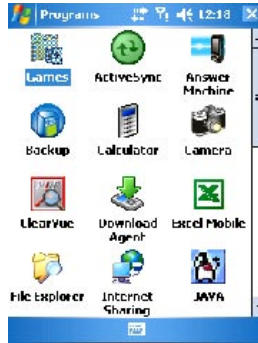 Programs 12:18
Games ActiveSync Answer Machine
Backup Calculator Camera
ClearVue Download Agent Excel Mobile
File Explorer Internet Sharing JAVA